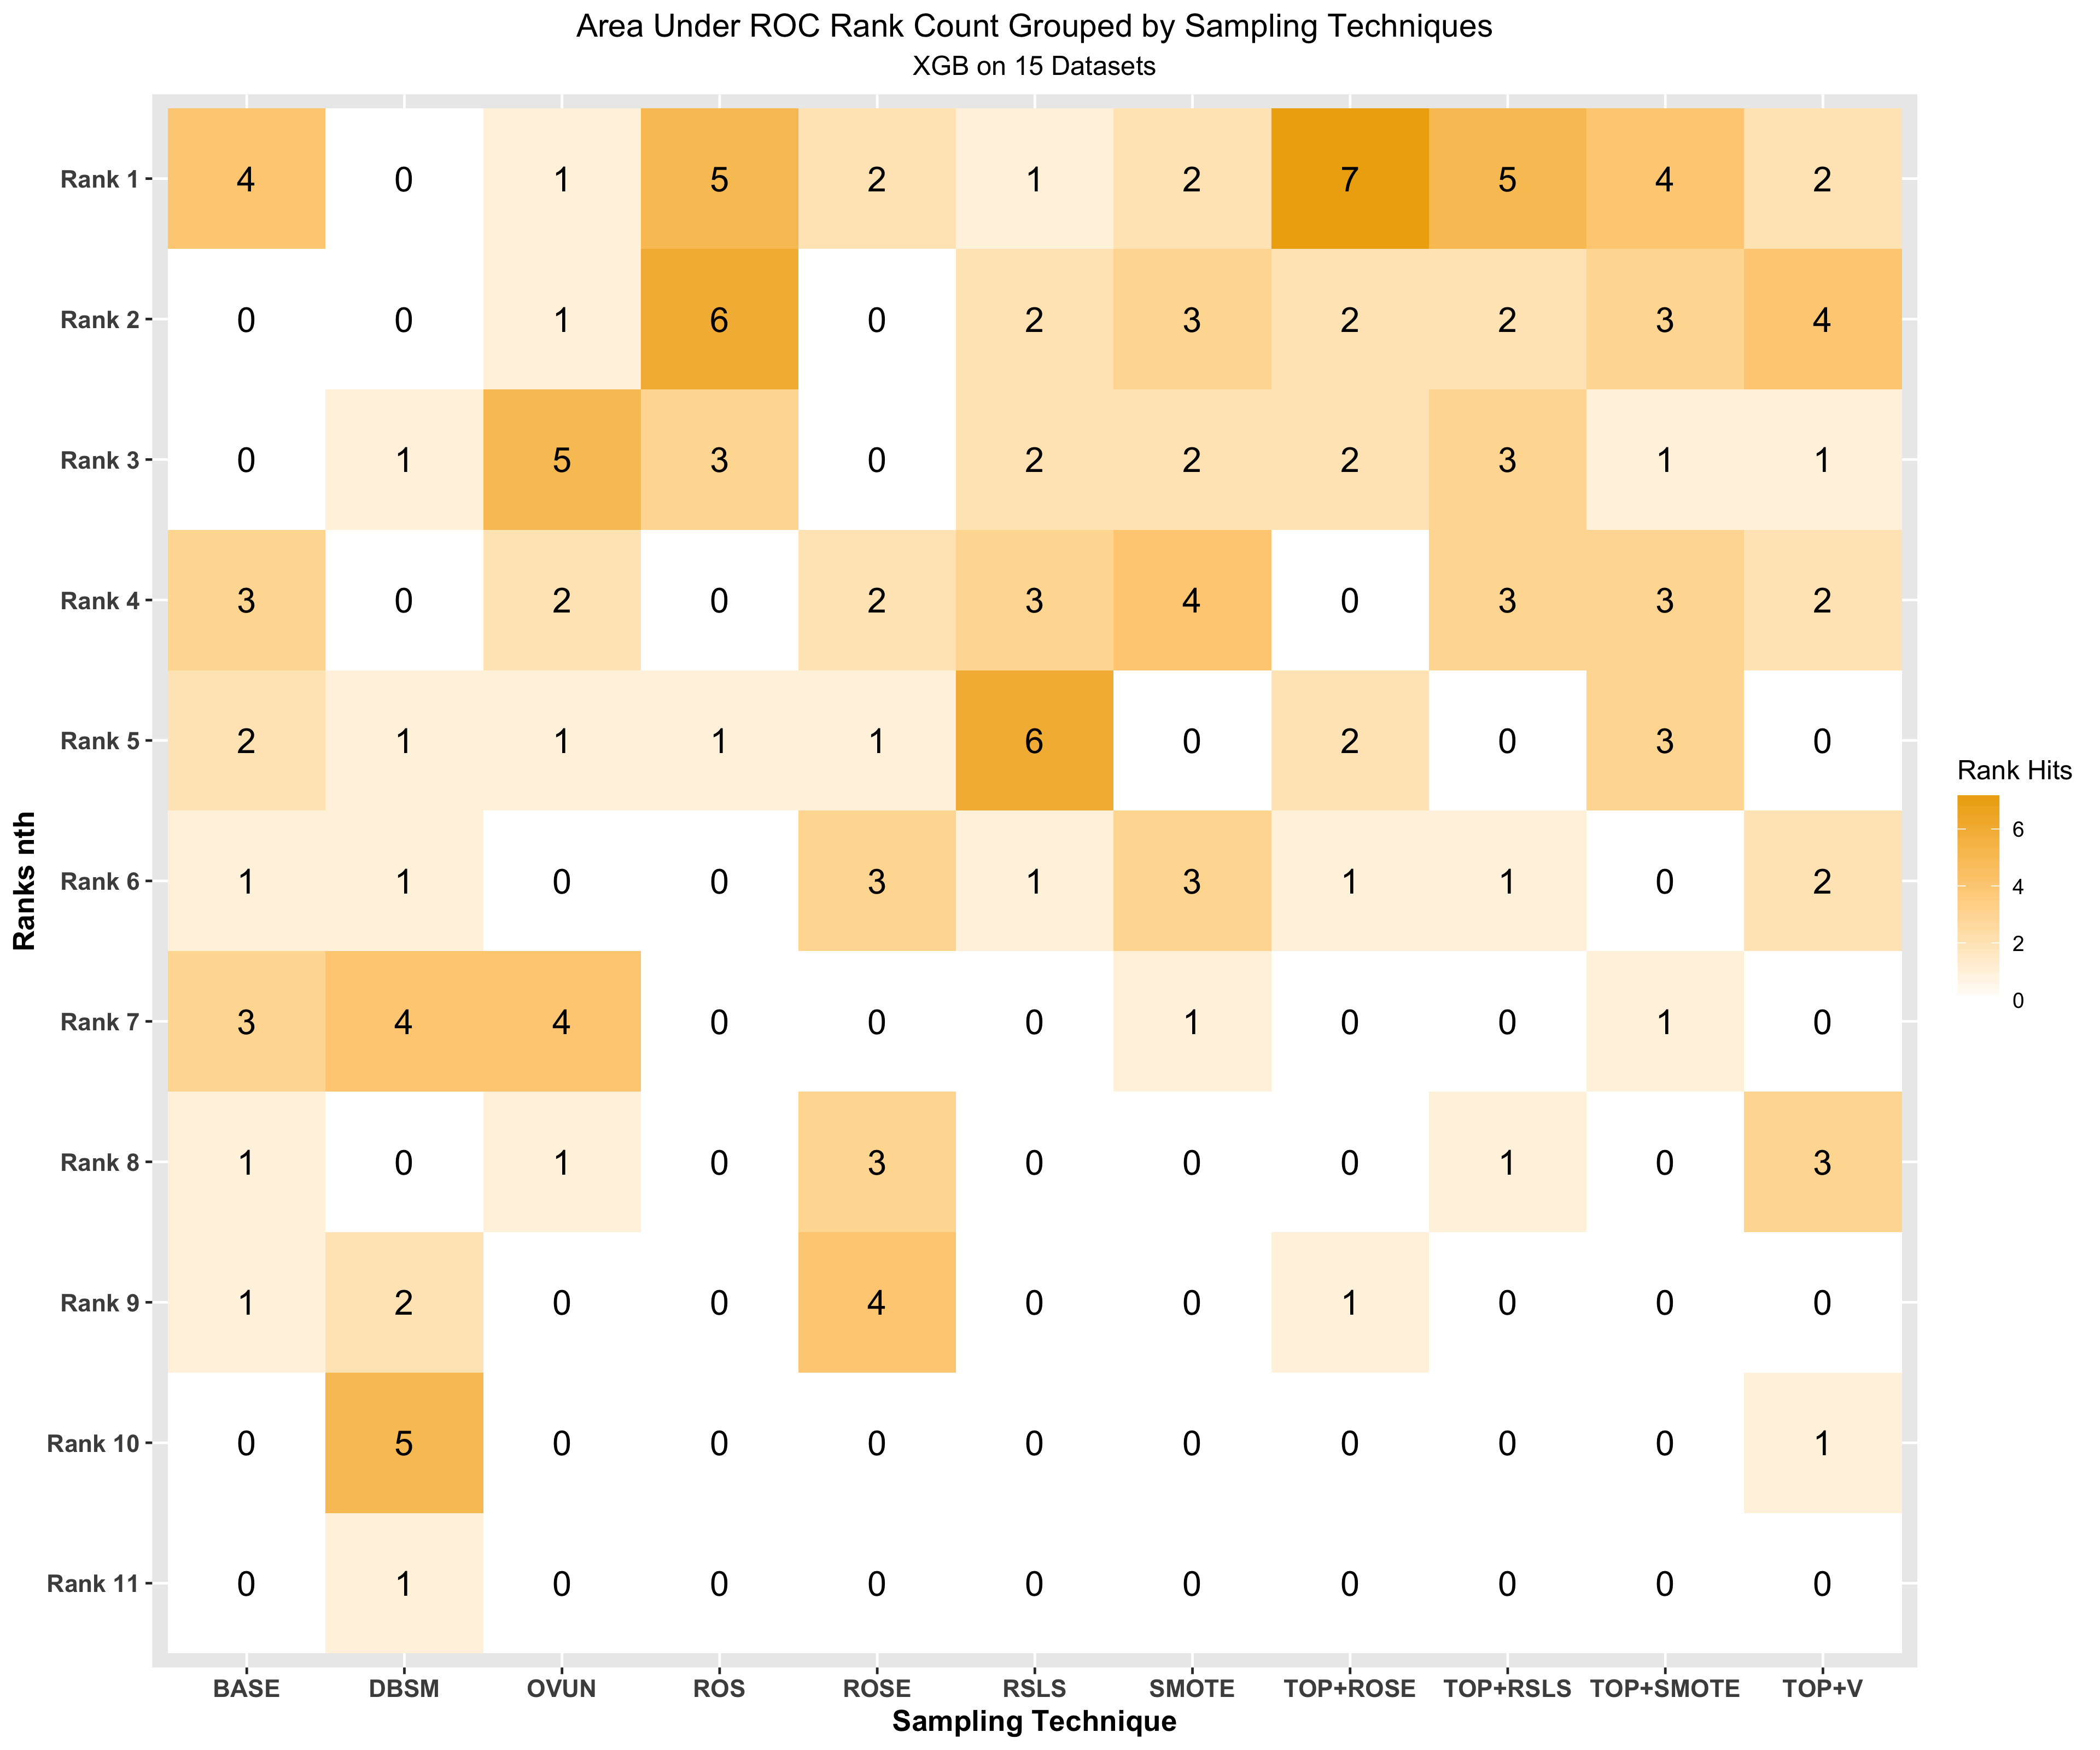 Area Under ROC Rank Count Grouped by Sampling Techniques
XGB on 15 Datasets
Rank 1 4 0 1 5 2 1 2 7 5 4 2
Rank 2 0 0 1 6 0 2 3 2 2 3 4
Rank 3 0 1 5 3 0 2 2 2 3 1 1
Rank 4 3 0 2 0 2 3 4 0 3 3 2
Rank 5 2 1 1 1 1 6 0 2 0 3 0
Rank 6 1 1 0 0 3 1 3 1 1 0 2
Rank 7 3 4 4 0 0 0 1 0 0 1 0
Rank 8 1 0 1 0 3 0 0 0 1 0 3
Rank 9 1 2 0 0 4 0 0 1 0 0 0
Rank 10 0 5 0 0 0 0 0 0 0 0 1
Rank 11 0 1 0 0 0 0 0 0 0 0 0
BASE DBSM OVUN ROS ROSE RSLS SMOTE TOP+ROSE TOP+RSLS TOP+SMOTE TOP+V
Sampling Technique
Ranks nth
Rank Hits
6
4
2
0